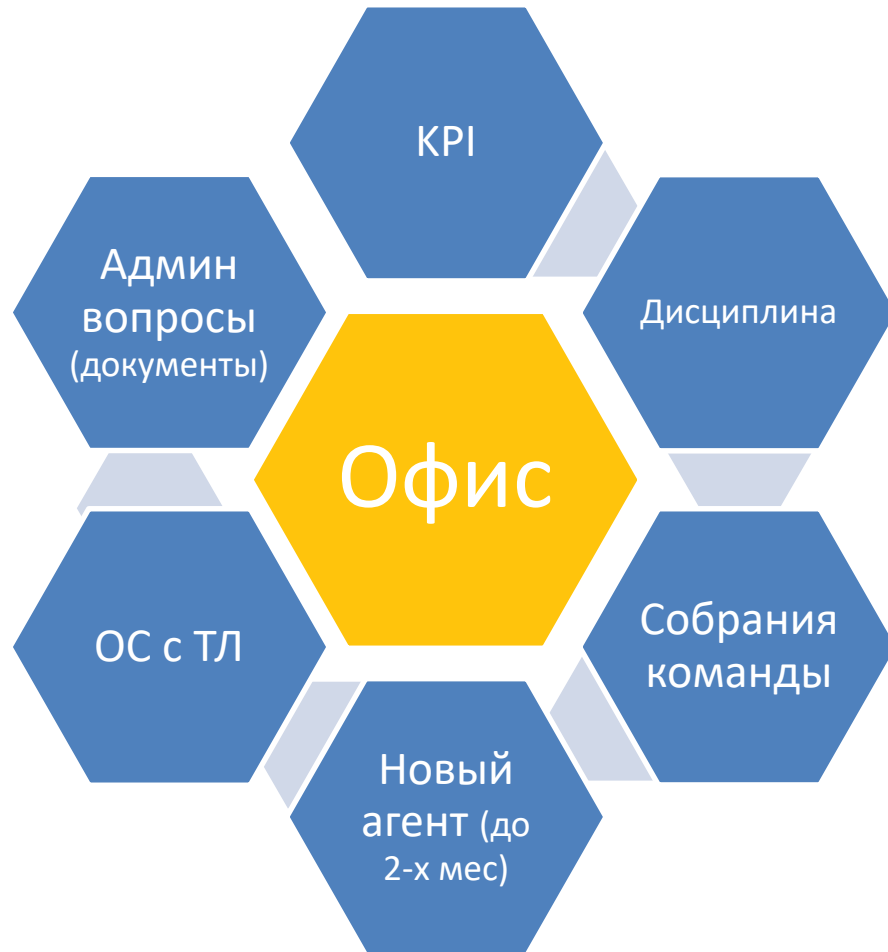 KPI
Админ
вопросы
(документы)
Дисциплина
Офис
ОС с ТЛ
Собрания
команды
Новый
агент (до
2-х мес)